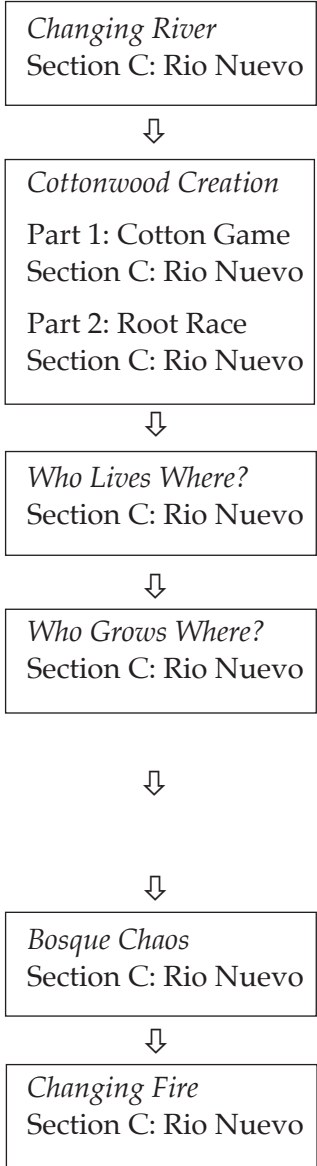 Changing River
Section C: Rio Nuevo
Cottonwood Creation
Part 1: Cotton Game
Section C: Rio Nuevo
Part 2: Root Race
Section C: Rio Nuevo
Who Lives Where?
Section C: Rio Nuevo
Who Grows Where?
Section C: Rio Nuevo
Bosque Chaos
Section C: Rio Nuevo
Changing Fire
Section C: Rio Nuevo